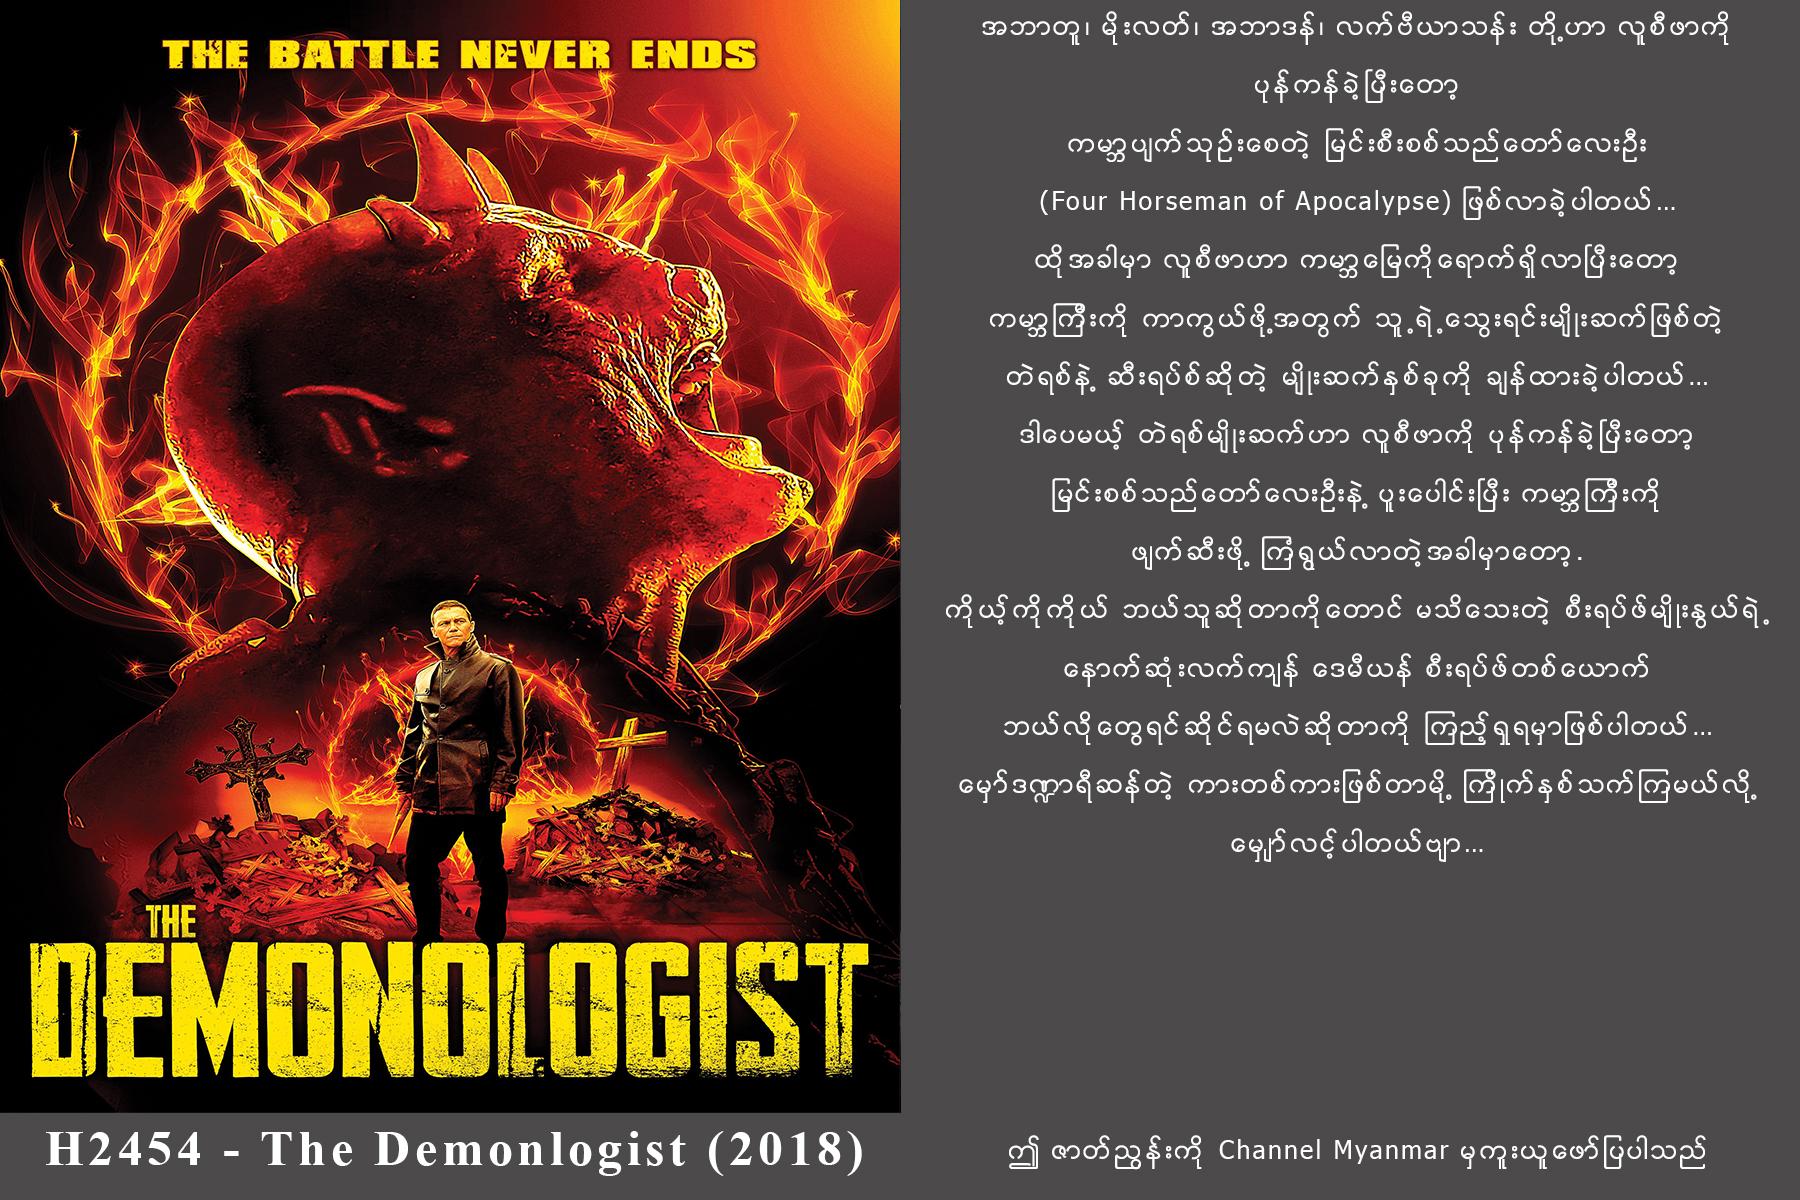 THE BATTLE NEVER ENDS
THE
DEMONOLOGIST
H2454 - The Demonlogist (2018)
အဘာတူ၊ မိုးလတ်၊ အဘာဒန်၊ လက်ဗီယာသန်း တို့ဟာ လူစီဖာကို
ပုန်ကန်ခဲ့ပြီးတော့
ကမ္ဘာပျက်သုဉ်းစေတဲ့ မြင်းစီးစစ်သည်တော်လေးဦး
(Four Horseman of Apocalypse) ဖြစ်လာခဲ့ပါတယ်...
ထိုအခါမှာ လူစီဖာဟာ ကမ္ဘာမြေကိုရောက်ရှိလာပြီးတော့
ကမ္ဘာကြီးကို ကာကွယ်ဖို့အတွက် သူ့ရဲ့သွေးရင်းမျိုးဆက်ဖြစ်တဲ့
တဲရစ်နဲ့ ဆီးရပ်စ်ဆိုတဲ့ မျိုးဆက်နှစ်ခုကို ချန်ထားခဲ့ပါတယ်...
ဒါပေမယ့် တဲရစ်မျိုးဆက်ဟာ လူစီဖာကို ပုန်ကန်ခဲ့ပြီးတော့
မြင်းစစ်သည်တော်လေးဦးနဲ့ ပူးပေါင်းပြီး ကမ္ဘာကြီးကို
ဖျက်ဆီးဖို့ ကြံရွယ်လာတဲ့အခါမှာတော့.
ကိုယ့်ကိုကိုယ် ဘယ်သူဆိုတာကိုတောင် မသိသေးတဲ့ စီးရပ်ဖ်မျိုးနွယ်ရဲ့
နောက်ဆုံးလက်ကျန် ဒေမီယန် စီးရပ်ဖ်တစ်ယောက်
ဘယ်လိုတွေရင်ဆိုင်ရမလဲဆိုတာကို ကြည့်ရှုရမှာဖြစ်ပါတယ်...
မှော်ဒဏ္ဍာရီဆန်တဲ့ ကားတစ်ကားဖြစ်တာမို့ ကြိုက်နှစ်သက်ကြမယ်လို့
မျှော်လင့်ပါတယ်ဗျာ...
ဤ ဇာတ်ညွှန်းကို Channel Myanmar မှကူးယူဖော်ပြပါသည်